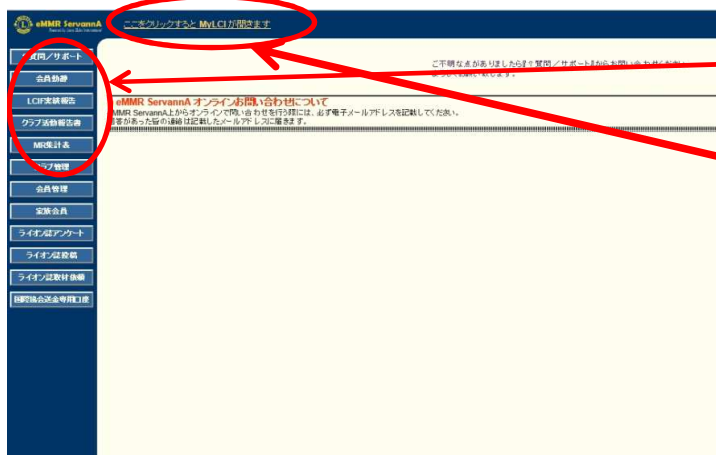 eMMR ServannA
ここをクリックすると MyLCIが開きます
質問／サポート
会員動静
LCIF実績報告
クラブ活動報告書
MR集計表
クラブ管理
会員管理
家族会員
ライオン誌アンケート
ライオン誌投稿
ライオン誌取材依頼
国際協会送金専用口座
ご不明な点がありましたら『？質問／サポート』からお問い合わせください
eMMR ServannA オンラインお問い合わせについて
MMR ServannA上からオンラインで問い合わせを行う際には、必ず電子メールアドレスを記載してください。
答があった旨の連絡は記載したメールアドレスに届きます。